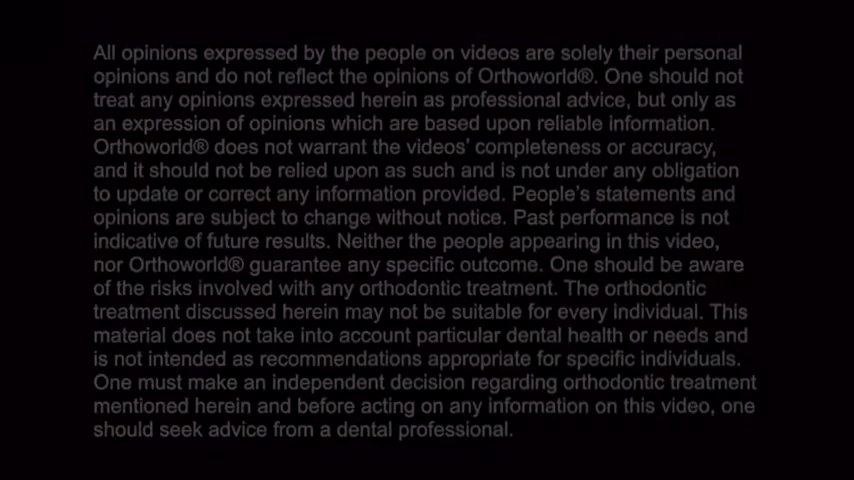 All opinions expressed by the people on videos are solely their personal
opinions and do not reflect the opinions of Orthoworld®. One should not
treat any opinions expressed herein as professional advice, but only as
an expression of opinions which are based upon reliable information.
Orthoworld® does not warrant the videos' completeness or accuracy,
and it should not be relied upon as such and is not under any obligation
to update or correct any information provided. People's statements and
opinions are subject to change without notice. Past performance is not
indicative of future results. Neither the people appearing in this video,
nor Orthoworld® guarantee any specific outcome. One should be aware
of the risks involved with any orthodontic treatment. The orthodontic
treatment discussed herein may not be suitable for every individual. This
material does not take into account particular dental health or needs and
is not intended as recommendations appropriate for specific individuals.
One must make an independent decision regarding orthodontic treatment
mentioned herein and before acting on any information on this video, one
should seek advice from a dental professional.